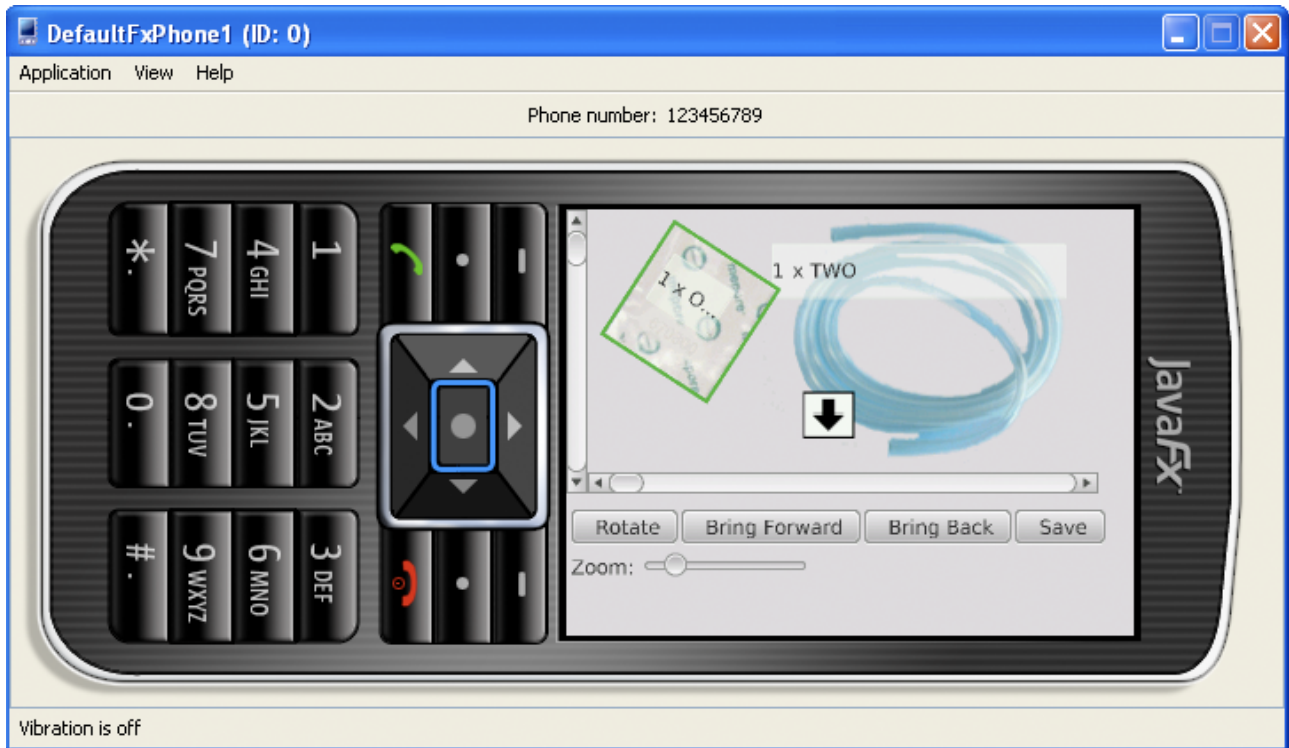 DefaultFxPhone1 (ID: 0)
Application View Help
Phone number: 123456789
*. 7 PQRS 4 GHI 1
0. 8 TUV 5 JKL 2 ABC
#. 9 WXYZ 6 MNO 3 DEF
1 x O...
1 x TWO
Rotate Bring Forward Bring Back Save
Zoom:
JavaFX
Vibration is off